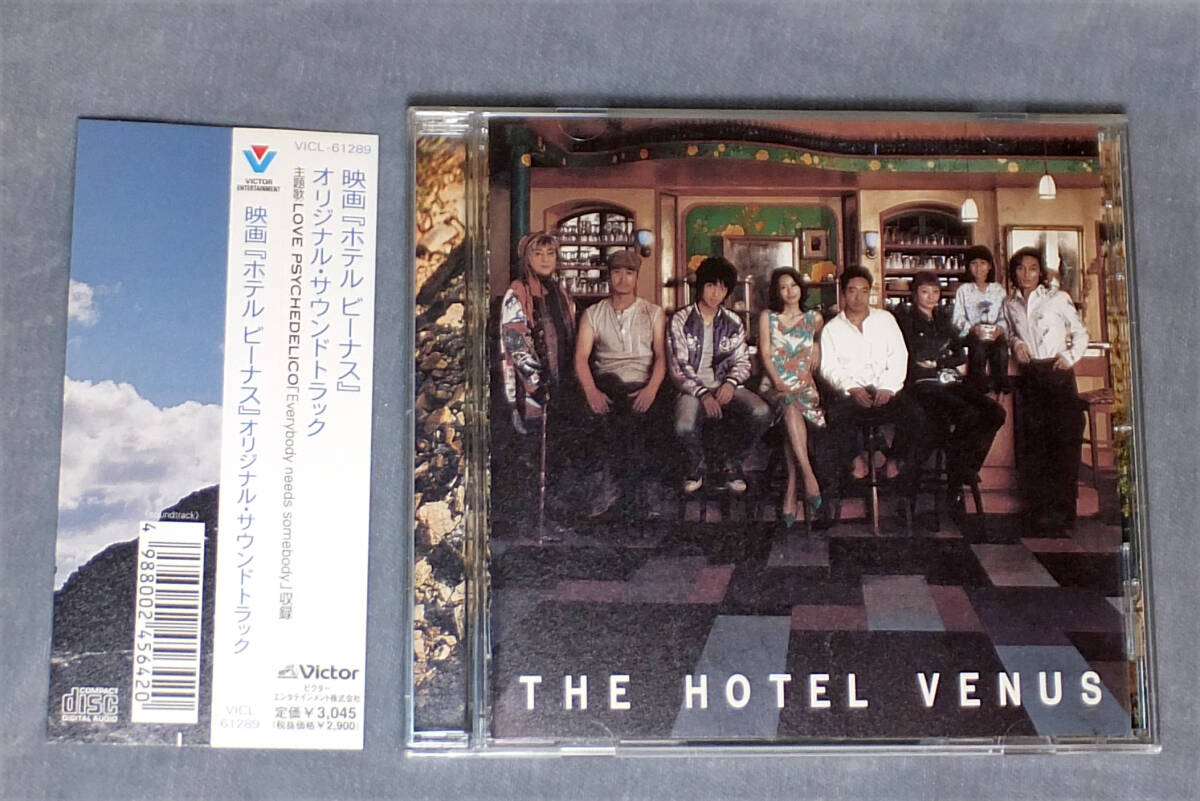 VICL-61289
映画『ホテル ビーナス』
オリジナル・サウンドトラック
主題歌 LOVE PSYCHEDELICO「Everybody needs somebody」収録
VICTOR
ENTERTAINMENT
映画『ホテル ビーナス』オリジナル・サウンドトラック
Victor
ビクター
エンタテインメント株式会社
VICL
61289
定価¥3,045
(税抜価格¥2,900)
soundtrack)
4 988002 456420
COMPACT
disc
DIGITAL AUDIO
THE HOTEL VENUS